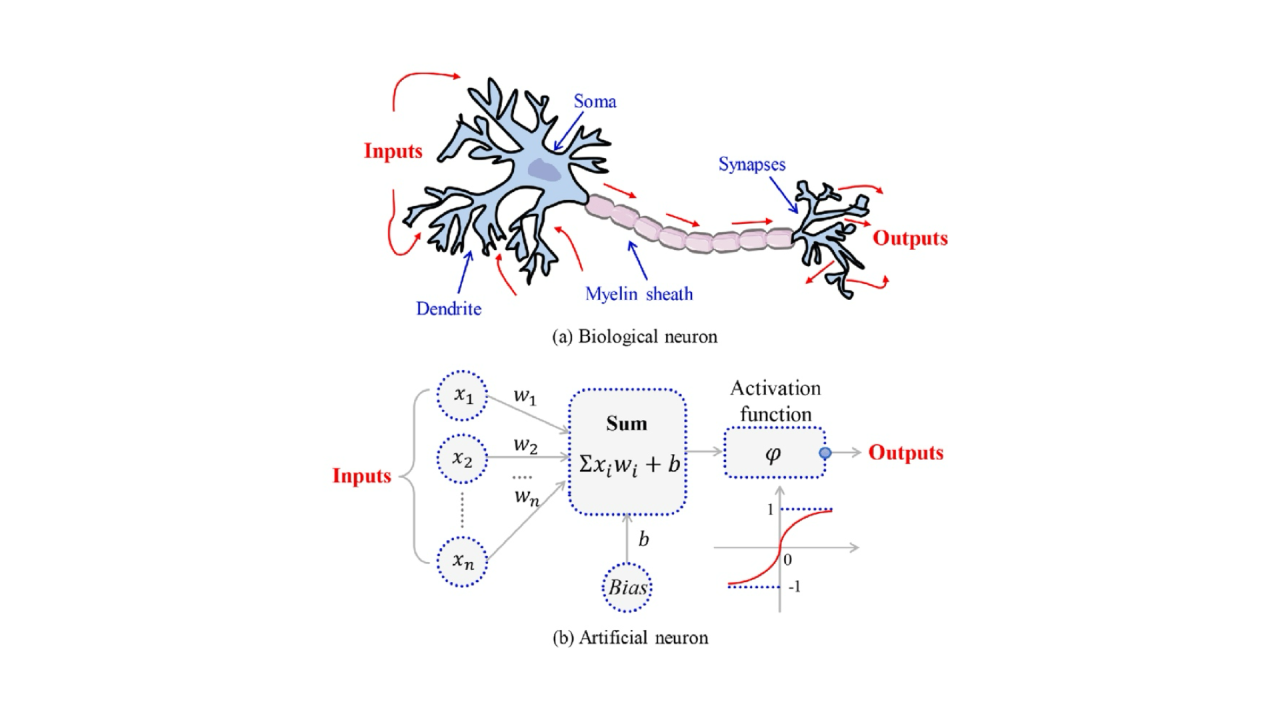 Soma
Inputs
Synapses
Outputs
Myelin sheath
Dendrite
(a) Biological neuron
x₁
w₁
Sum
Activation
function
x₂
w₂
....
wₙ
Σxᵢwᵢ + b
φ
Outputs
Inputs
xₙ
b
Bias
1
0
-1
(b) Artificial neuron